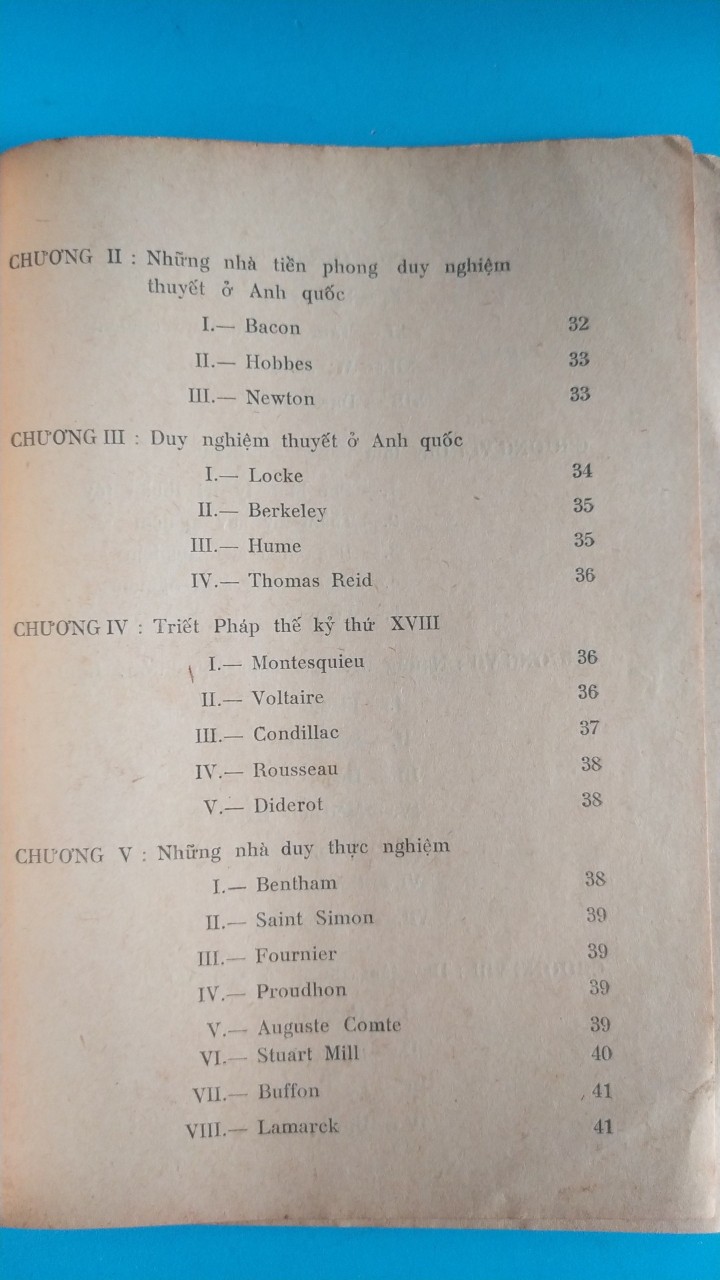 CHƯƠNG II : Những nhà tiền phong duy nghiệm
thuyết ở Anh quốc
I.— Bacon 32
II.— Hobbes 33
III.— Newton 33
CHƯƠNG III : Duy nghiệm thuyết ở Anh quốc
I.— Locke 34
II.— Berkeley 35
III.— Hume 35
IV.— Thomas Reid 36
CHƯƠNG IV : Triết Pháp thế kỷ thứ XVIII
I.— Montesquieu 36
II.— Voltaire 36
III.— Condillac 37
IV.— Rousseau 38
V.— Diderot 38
CHƯƠNG V : Những nhà duy thực nghiệm
I.— Bentham 38
II.— Saint Simon 39
III.— Fournier 39
IV.— Proudhon 39
V.— Auguste Comte 39
VI.— Stuart Mill 40
VII.— Buffon 41
VIII.— Lamarck 41